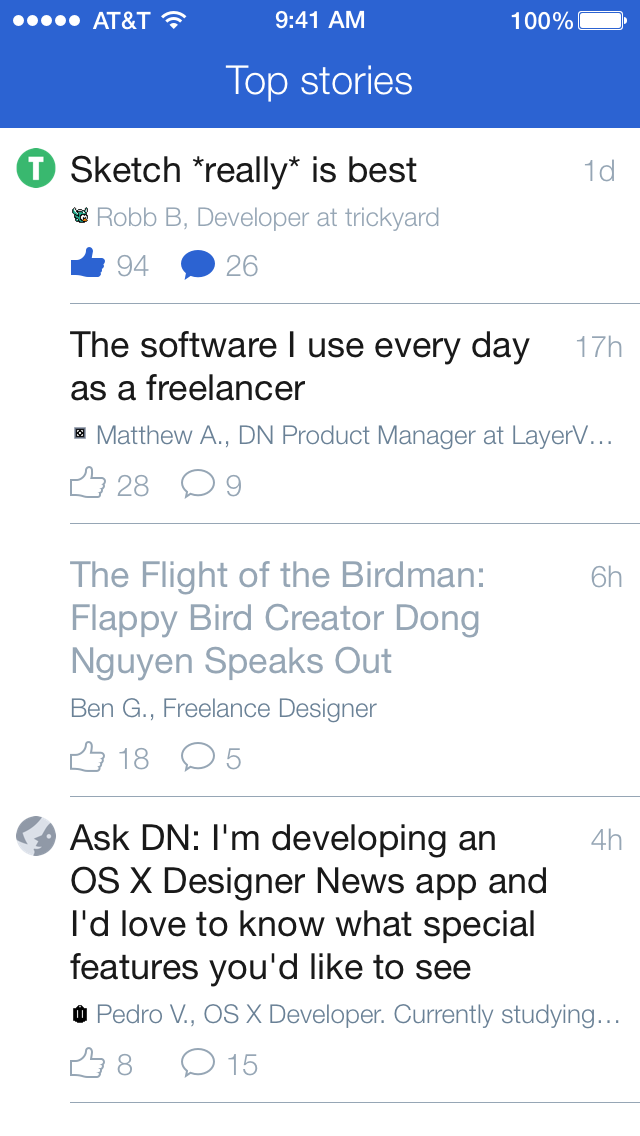 AT&T 9:41 AM 100%
Top stories
T Sketch *really* is best 1d
Robb B, Developer at trickyard
94 26
The software I use every day 17h
as a freelancer
Matthew A., DN Product Manager at LayerV...
28 9
The Flight of the Birdman: 6h
Flappy Bird Creator Dong
Nguyen Speaks Out
Ben G., Freelance Designer
18 5
Ask DN: I'm developing an 4h
OS X Designer News app and
I'd love to know what special
features you'd like to see
Pedro V., OS X Developer. Currently studying...
8 15